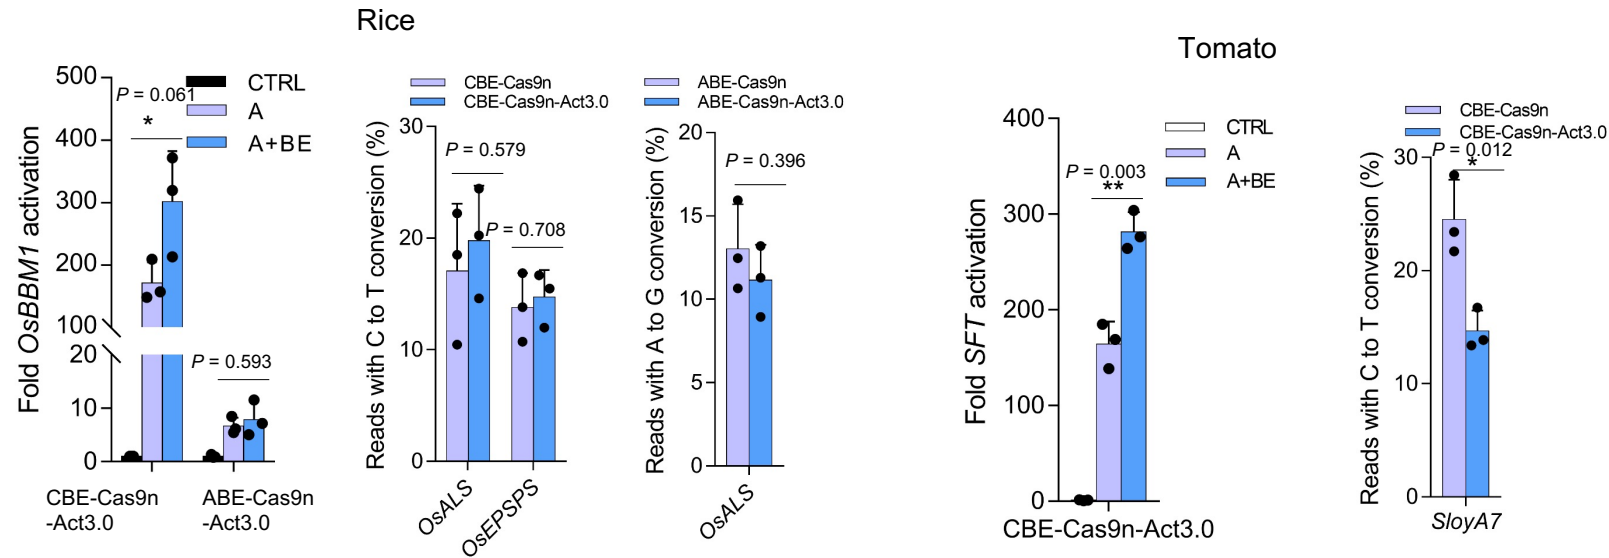 Rice
Tomato
Fold OsBBM1 activation
500
400
300
200
100
20
10
0
P = 0.061
*
CTRL
A
A+BE
P = 0.593
CBE-Cas9n
-Act3.0
ABE-Cas9n
-Act3.0
CBE-Cas9n
CBE-Cas9n-Act3.0
Reads with C to T conversion (%)
30
20
10
0
P = 0.579
P = 0.708
OsALS
OsEPSPS
ABE-Cas9n
ABE-Cas9n-Act3.0
Reads with A to G conversion (%)
20
15
10
5
0
P = 0.396
OsALS
Fold SFT activation
400
300
200
100
0
P = 0.003
**
CTRL
A
A+BE
CBE-Cas9n-Act3.0
CBE-Cas9n
CBE-Cas9n-Act3.0
Reads with C to T conversion (%)
30
20
10
0
P = 0.012
*
SloyA7